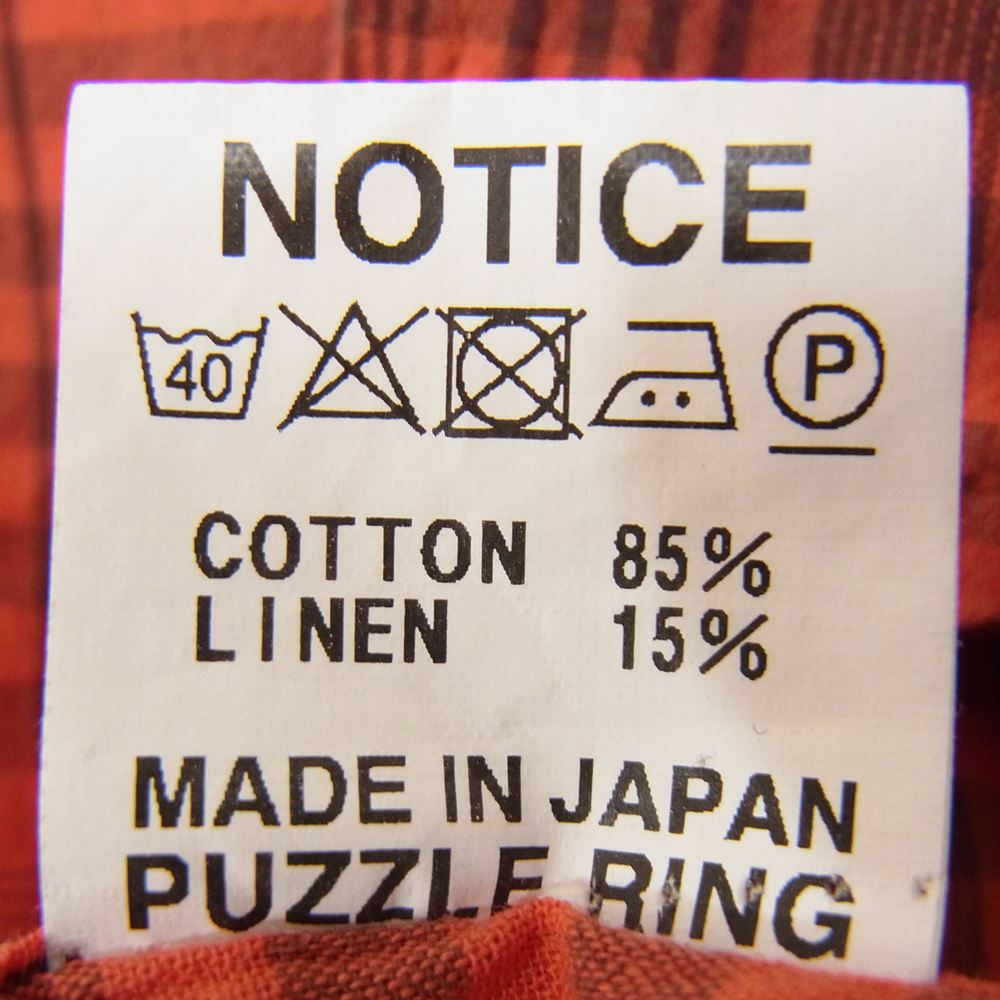 NOTICE
40 P
COTTON 85%
LINEN 15%
MADE IN JAPAN
PUZZLE RING